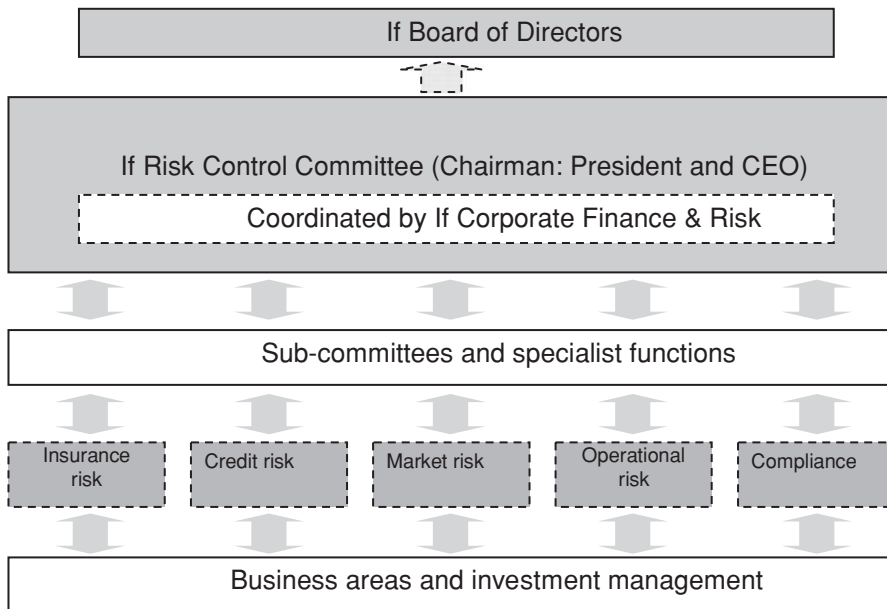 If Board of Directors
If Risk Control Committee (Chairman: President and CEO)
Coordinated by If Corporate Finance & Risk
Sub-committees and specialist functions
Insurance
risk
Credit risk
Market risk
Operational
risk
Compliance
Business areas and investment management